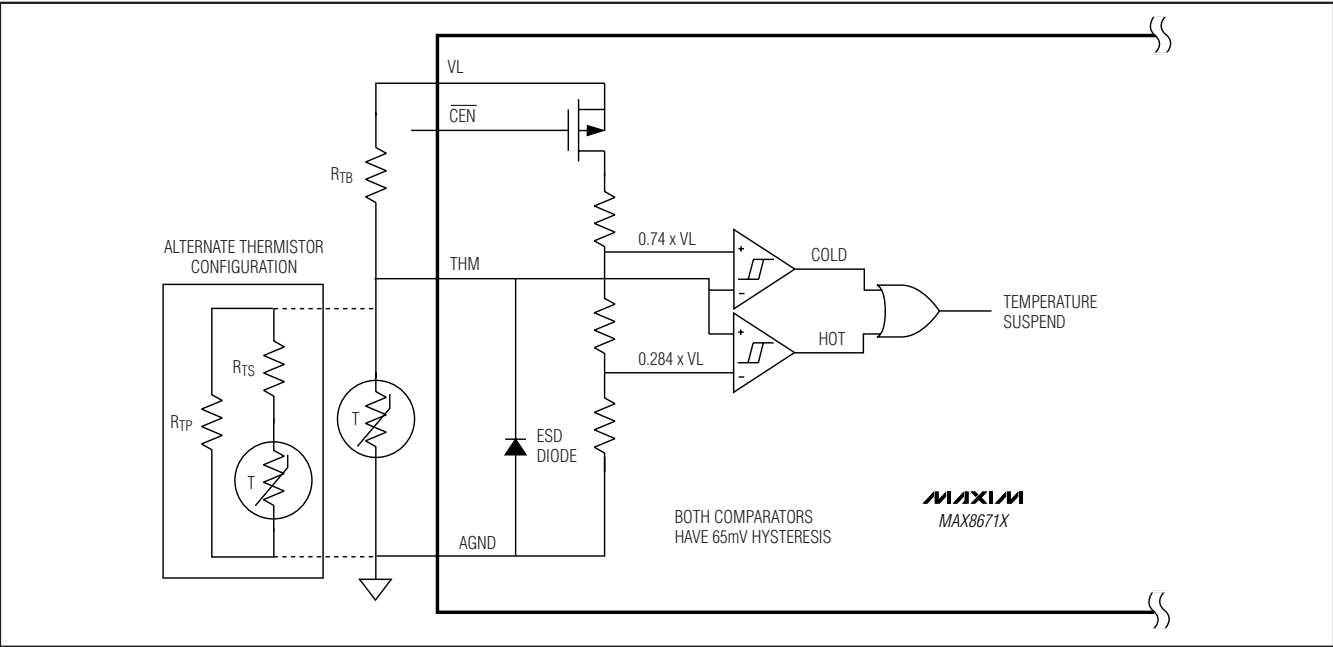 VL
CEN
RTB
ALTERNATE THERMISTOR
CONFIGURATION
0.74 x VL
+
-
COLD
THM
TEMPERATURE
SUSPEND
+
-
HOT
0.284 x VL
RTS
RTP
T
T
ESD
DIODE
BOTH COMPARATORS
HAVE 65mV HYSTERESIS
MAXIM
MAX8671X
AGND